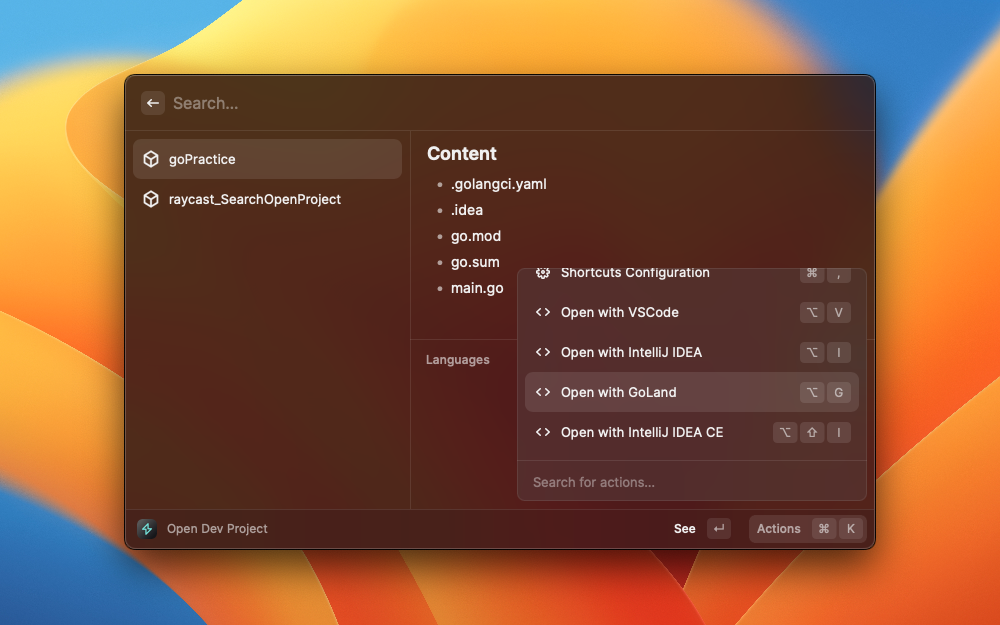 Search...
goPractice
raycast_SearchOpenProject
Content
.golangci.yaml
.idea
go.mod
go.sum
main.go
Languages
Shortcuts Configuration ⌘ ,
Open with VSCode ⌥ V
Open with IntelliJ IDEA ⌥ I
Open with GoLand ⌥ G
Open with IntelliJ IDEA CE ⌥ ⇧ I
Search for actions...
Open Dev Project
See ↵
Actions ⌘ K